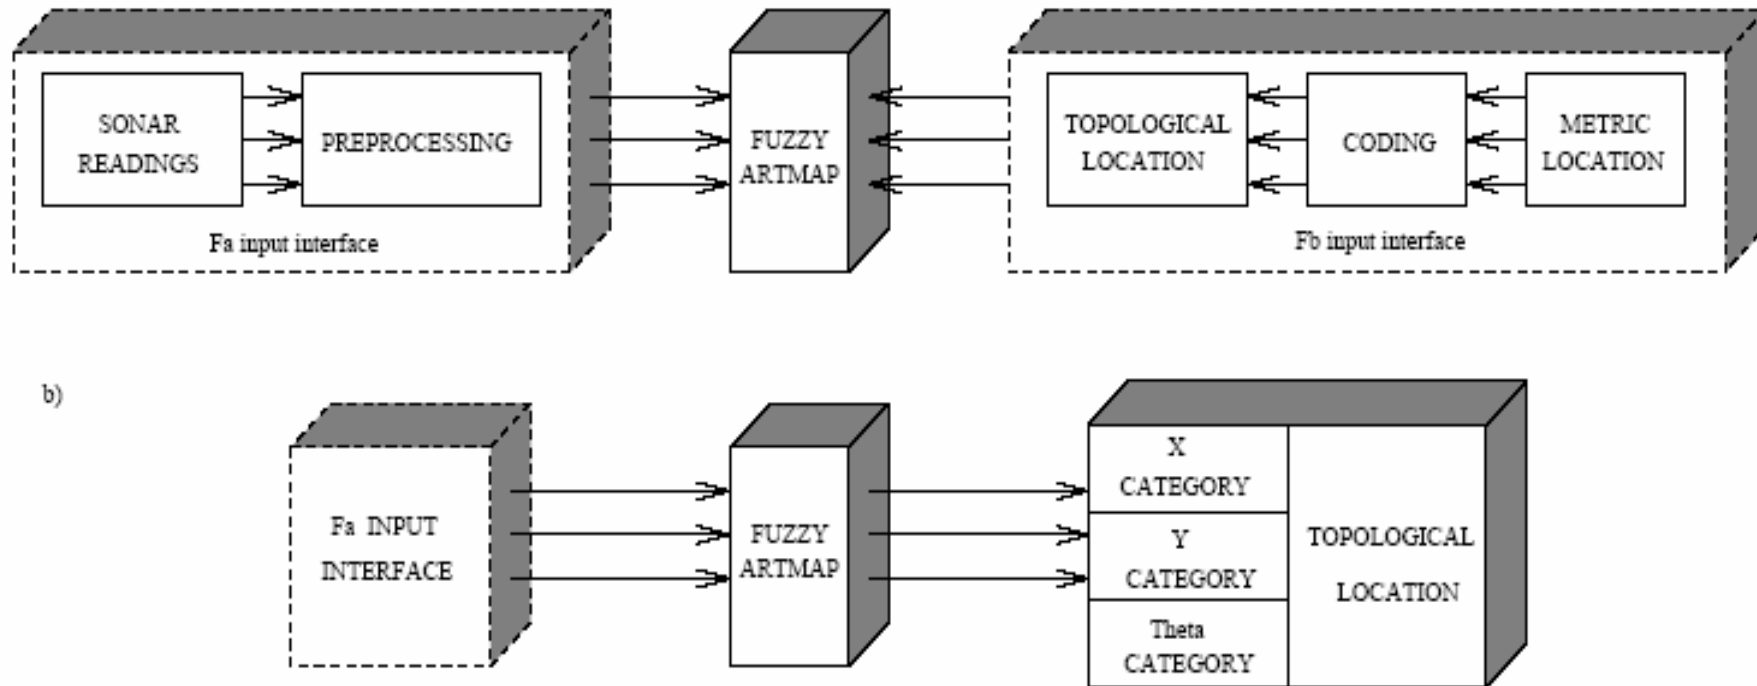 SONAR
READINGS
PREPROCESSING
Fa input interface
FUZZY
ARTMAP
TOPOLOGICAL
LOCATION
CODING
METRIC
LOCATION
Fb input interface
b)
Fa INPUT
INTERFACE
FUZZY
ARTMAP
X
CATEGORY
Y
CATEGORY
Theta
CATEGORY
TOPOLOGICAL
LOCATION